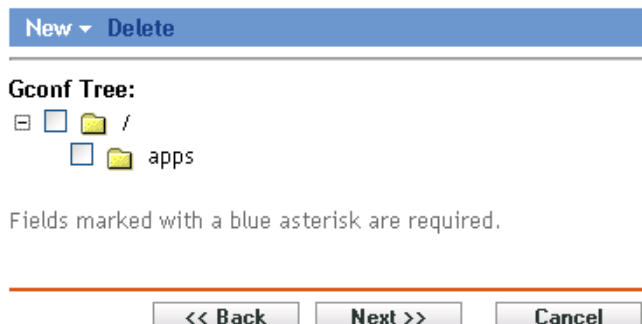 New Delete
Gconf Tree:
/
apps
Fields marked with a blue asterisk are required.
<< Back Next >> Cancel